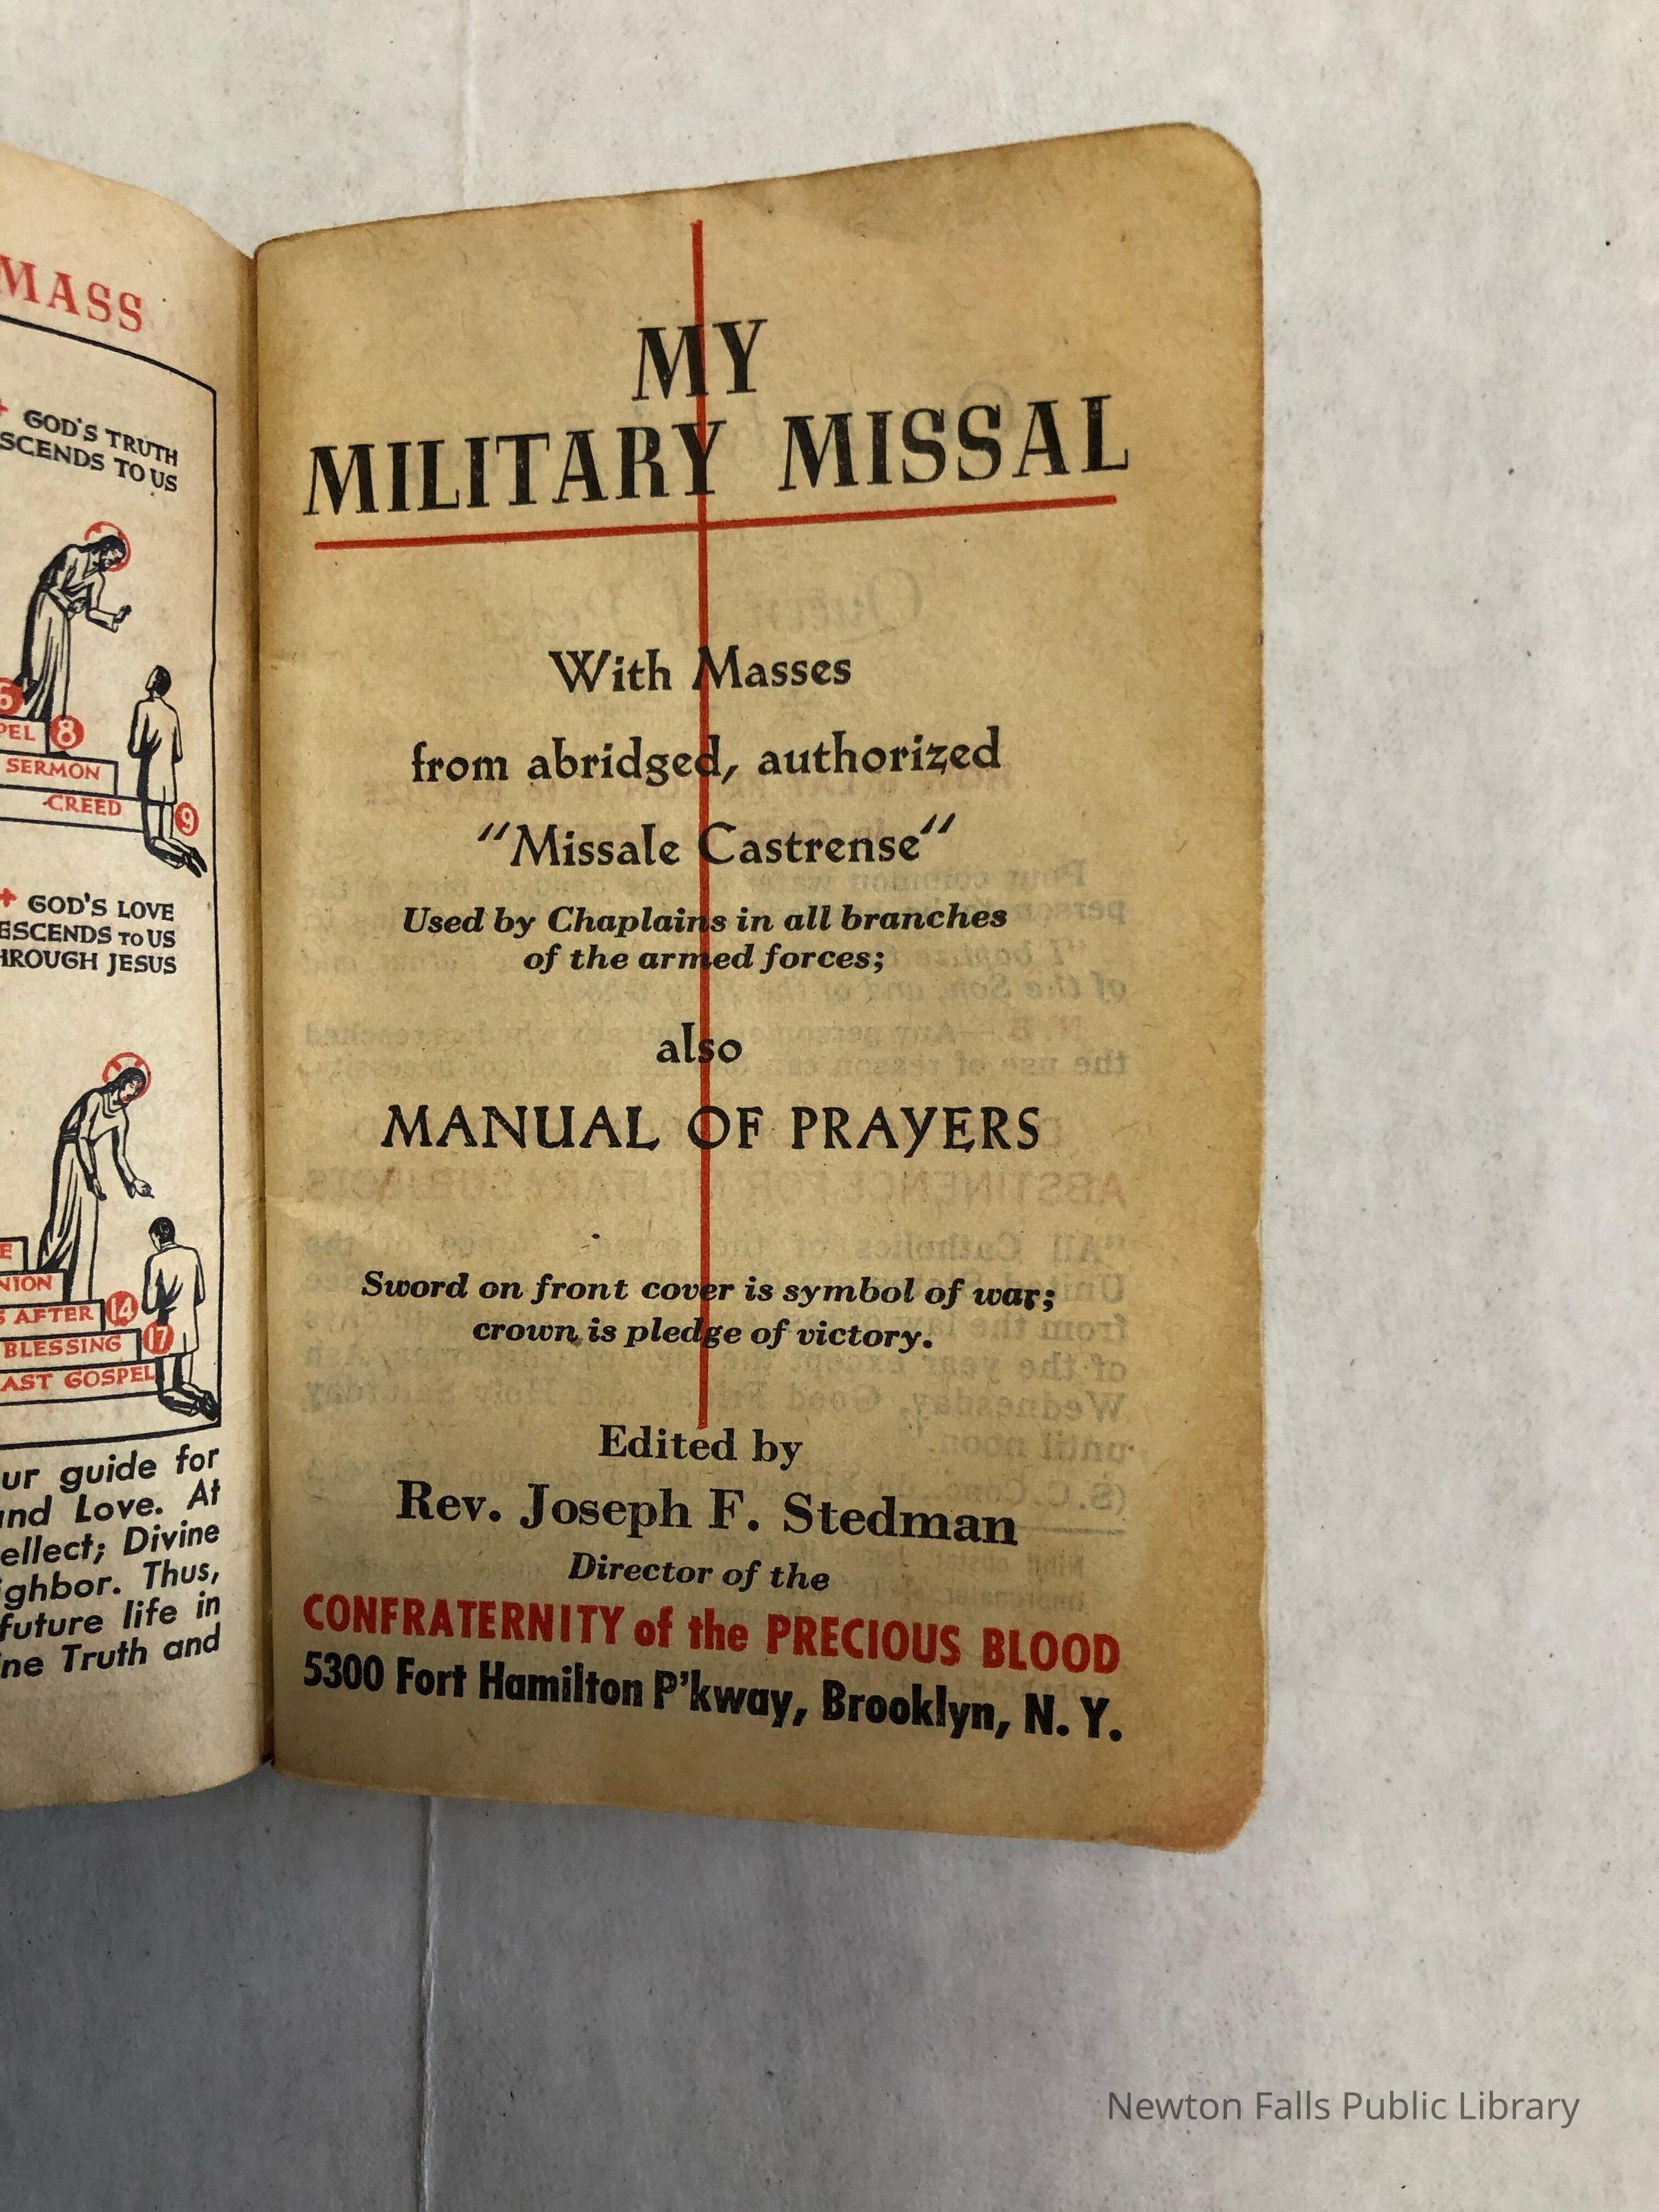 MASS
GOD'S TRUTH
SCENDS TO US
6
PEL 8
SERMON
CREED
9
GOD'S LOVE
ESCENDS TO US
HROUGH JESUS
E
NION
S AFTER 14
BLESSING 17
AST GOSPEL
ur guide for
and Love. At
ellect; Divine
ighbor. Thus,
future life in
ine Truth and
MY
MILITARY MISSAL
With Masses
from abridged, authorized
"Missale Castrense"
Used by Chaplains in all branches
of the armed forces;
also
MANUAL OF PRAYERS
Sword on front cover is symbol of war;
crown is pledge of victory.
Edited by
Rev. Joseph F. Stedman
Director of the
CONFRATERNITY of the PRECIOUS BLOOD
5300 Fort Hamilton P'kway, Brooklyn, N. Y.
Newton Falls Public Library